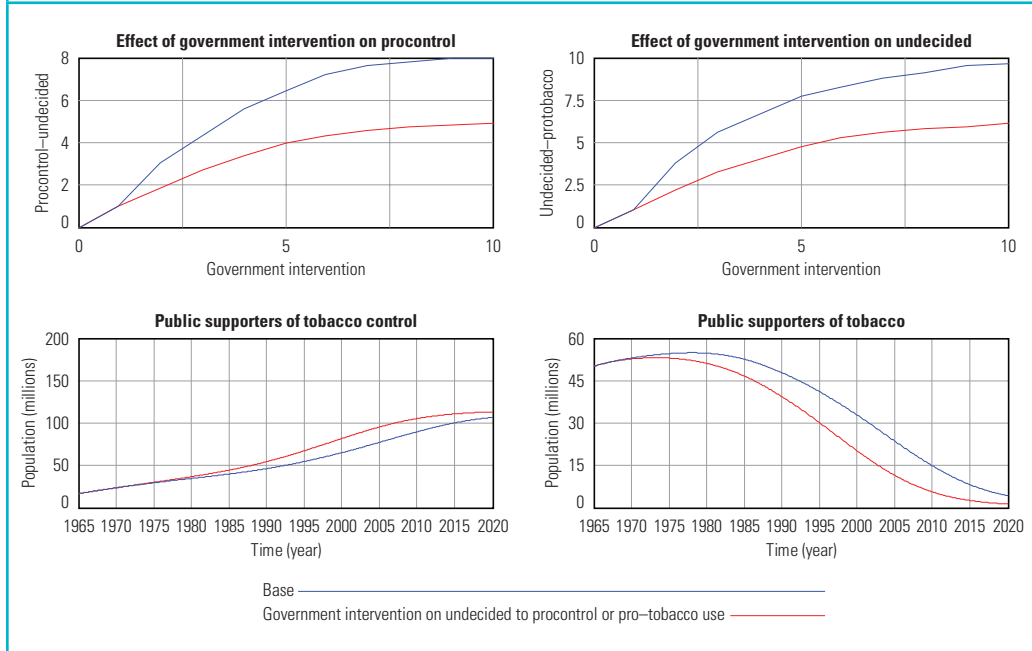 Effect of government intervention on procontrol
Procontrol–undecided
8
6
4
2
0
0 5 10
Government intervention
Effect of government intervention on undecided
Undecided–protobacco
10
7.5
5
2.5
0
0 5 10
Government intervention
Public supporters of tobacco control
Population (millions)
200
150
100
50
0
1965 1970 1975 1980 1985 1990 1995 2000 2005 2010 2015 2020
Time (year)
Public supporters of tobacco
Population (millions)
60
45
30
15
0
1965 1970 1975 1980 1985 1990 1995 2000 2005 2010 2015 2020
Time (year)
Base
Government intervention on undecided to procontrol or pro–tobacco use